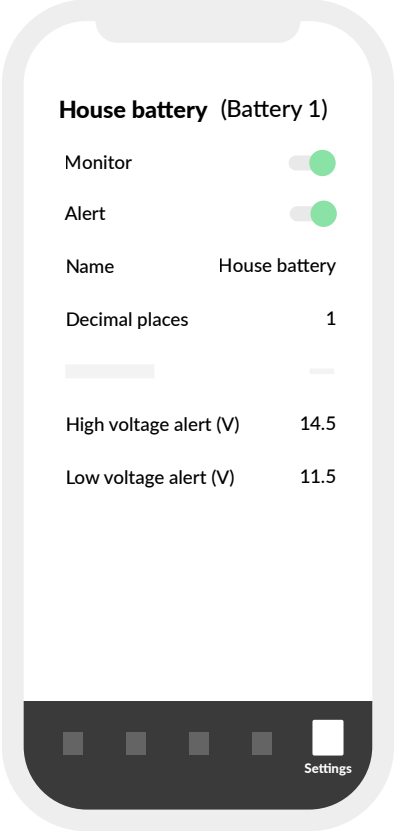 House battery (Battery 1)
Monitor
Alert
Name House battery
Decimal places 1
High voltage alert (V) 14.5
Low voltage alert (V) 11.5
Settings